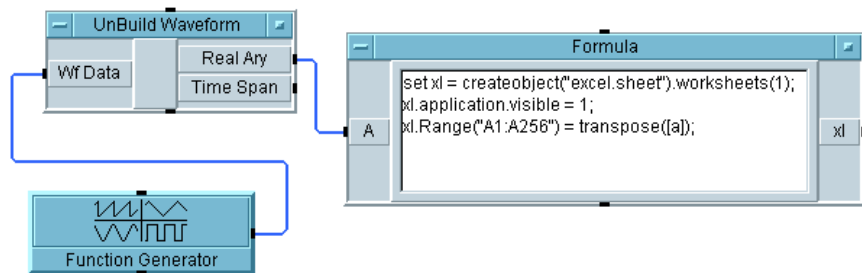 UnBuild Waveform
Wf Data
Real Ary
Time Span
Formula
A
set xl = createobject("excel.sheet").worksheets(1);
xl.application.visible = 1;
xl.Range("A1:A256") = transpose([a]);
xl
Function Generator